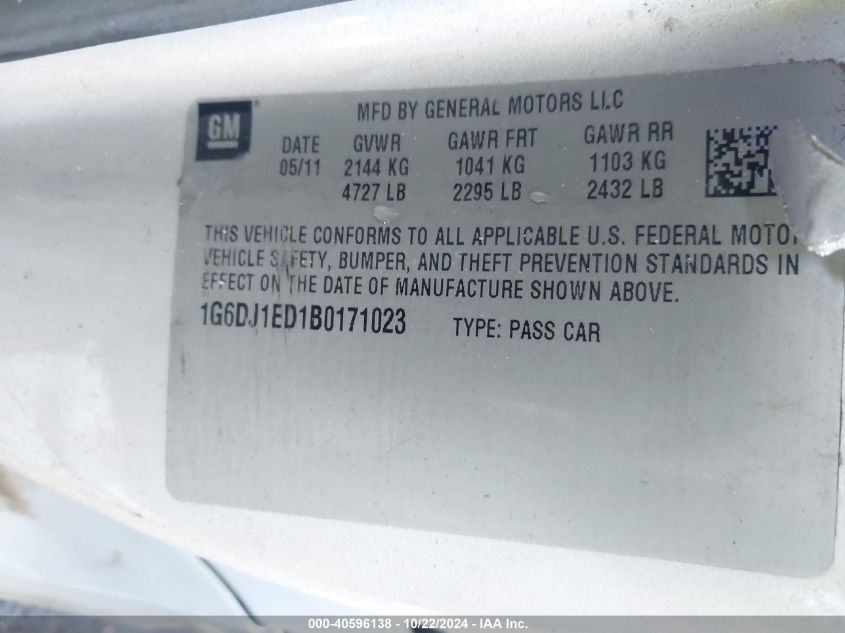 GM®
MFD BY GENERAL MOTORS LLC
DATE GVWR GAWR FRT GAWR RR
05/11 2144 KG 1041 KG 1103 KG
4727 LB 2295 LB 2432 LB
THIS VEHICLE CONFORMS TO ALL APPLICABLE U.S. FEDERAL MOTOR
VEHICLE SAFETY, BUMPER, AND THEFT PREVENTION STANDARDS IN
EFFECT ON THE DATE OF MANUFACTURE SHOWN ABOVE.
1G6DJ1ED1B0171023 TYPE: PASS CAR
000-40596138 - 10/22/2024 - IAA Inc.